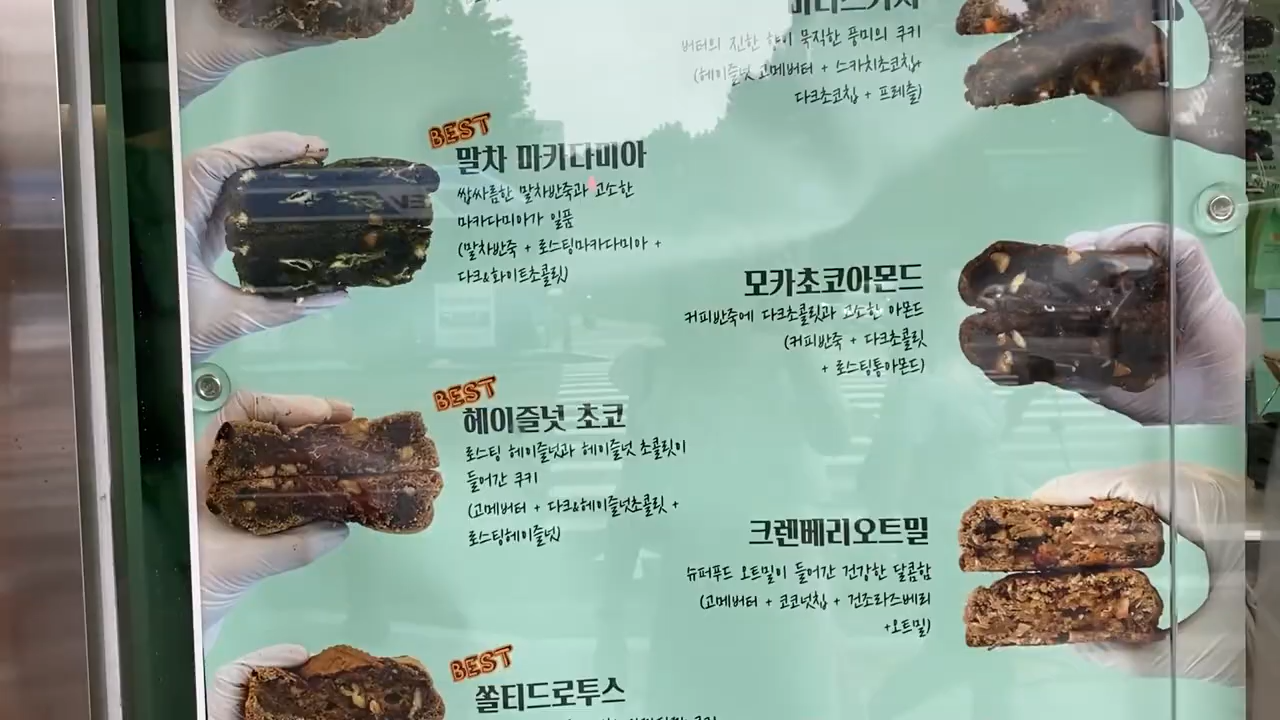 버터의 진한 향이 묵직한 풍미의 쿠키
(헤이즐넛 고메버터 + 스카치초코칩+
다크초코칩 + 프레즐)
BEST
말차 마카다미아
쌉싸름한 말차반죽과 고소한
마카다미아가 일품
(말차반죽 + 로스팅마카다미아 +
다크&화이트초콜릿)
모카초코아몬드
커피반죽에 다크초콜릿과 고소한 아몬드
(커피반죽 + 다크초콜릿
+ 로스팅통아몬드)
BEST
헤이즐넛 초코
로스팅 헤이즐넛과 헤이즐넛 초콜릿이
들어간 쿠키
(고메버터 + 다크&헤이즐넛초콜릿 +
로스팅헤이즐넛)
크렌베리오트밀
슈퍼푸드 오트밀이 들어간 건강한 달콤함
(고메버터 + 코코넛칩 + 건조라즈베리
+오트밀)
BEST
쏠티드로투스